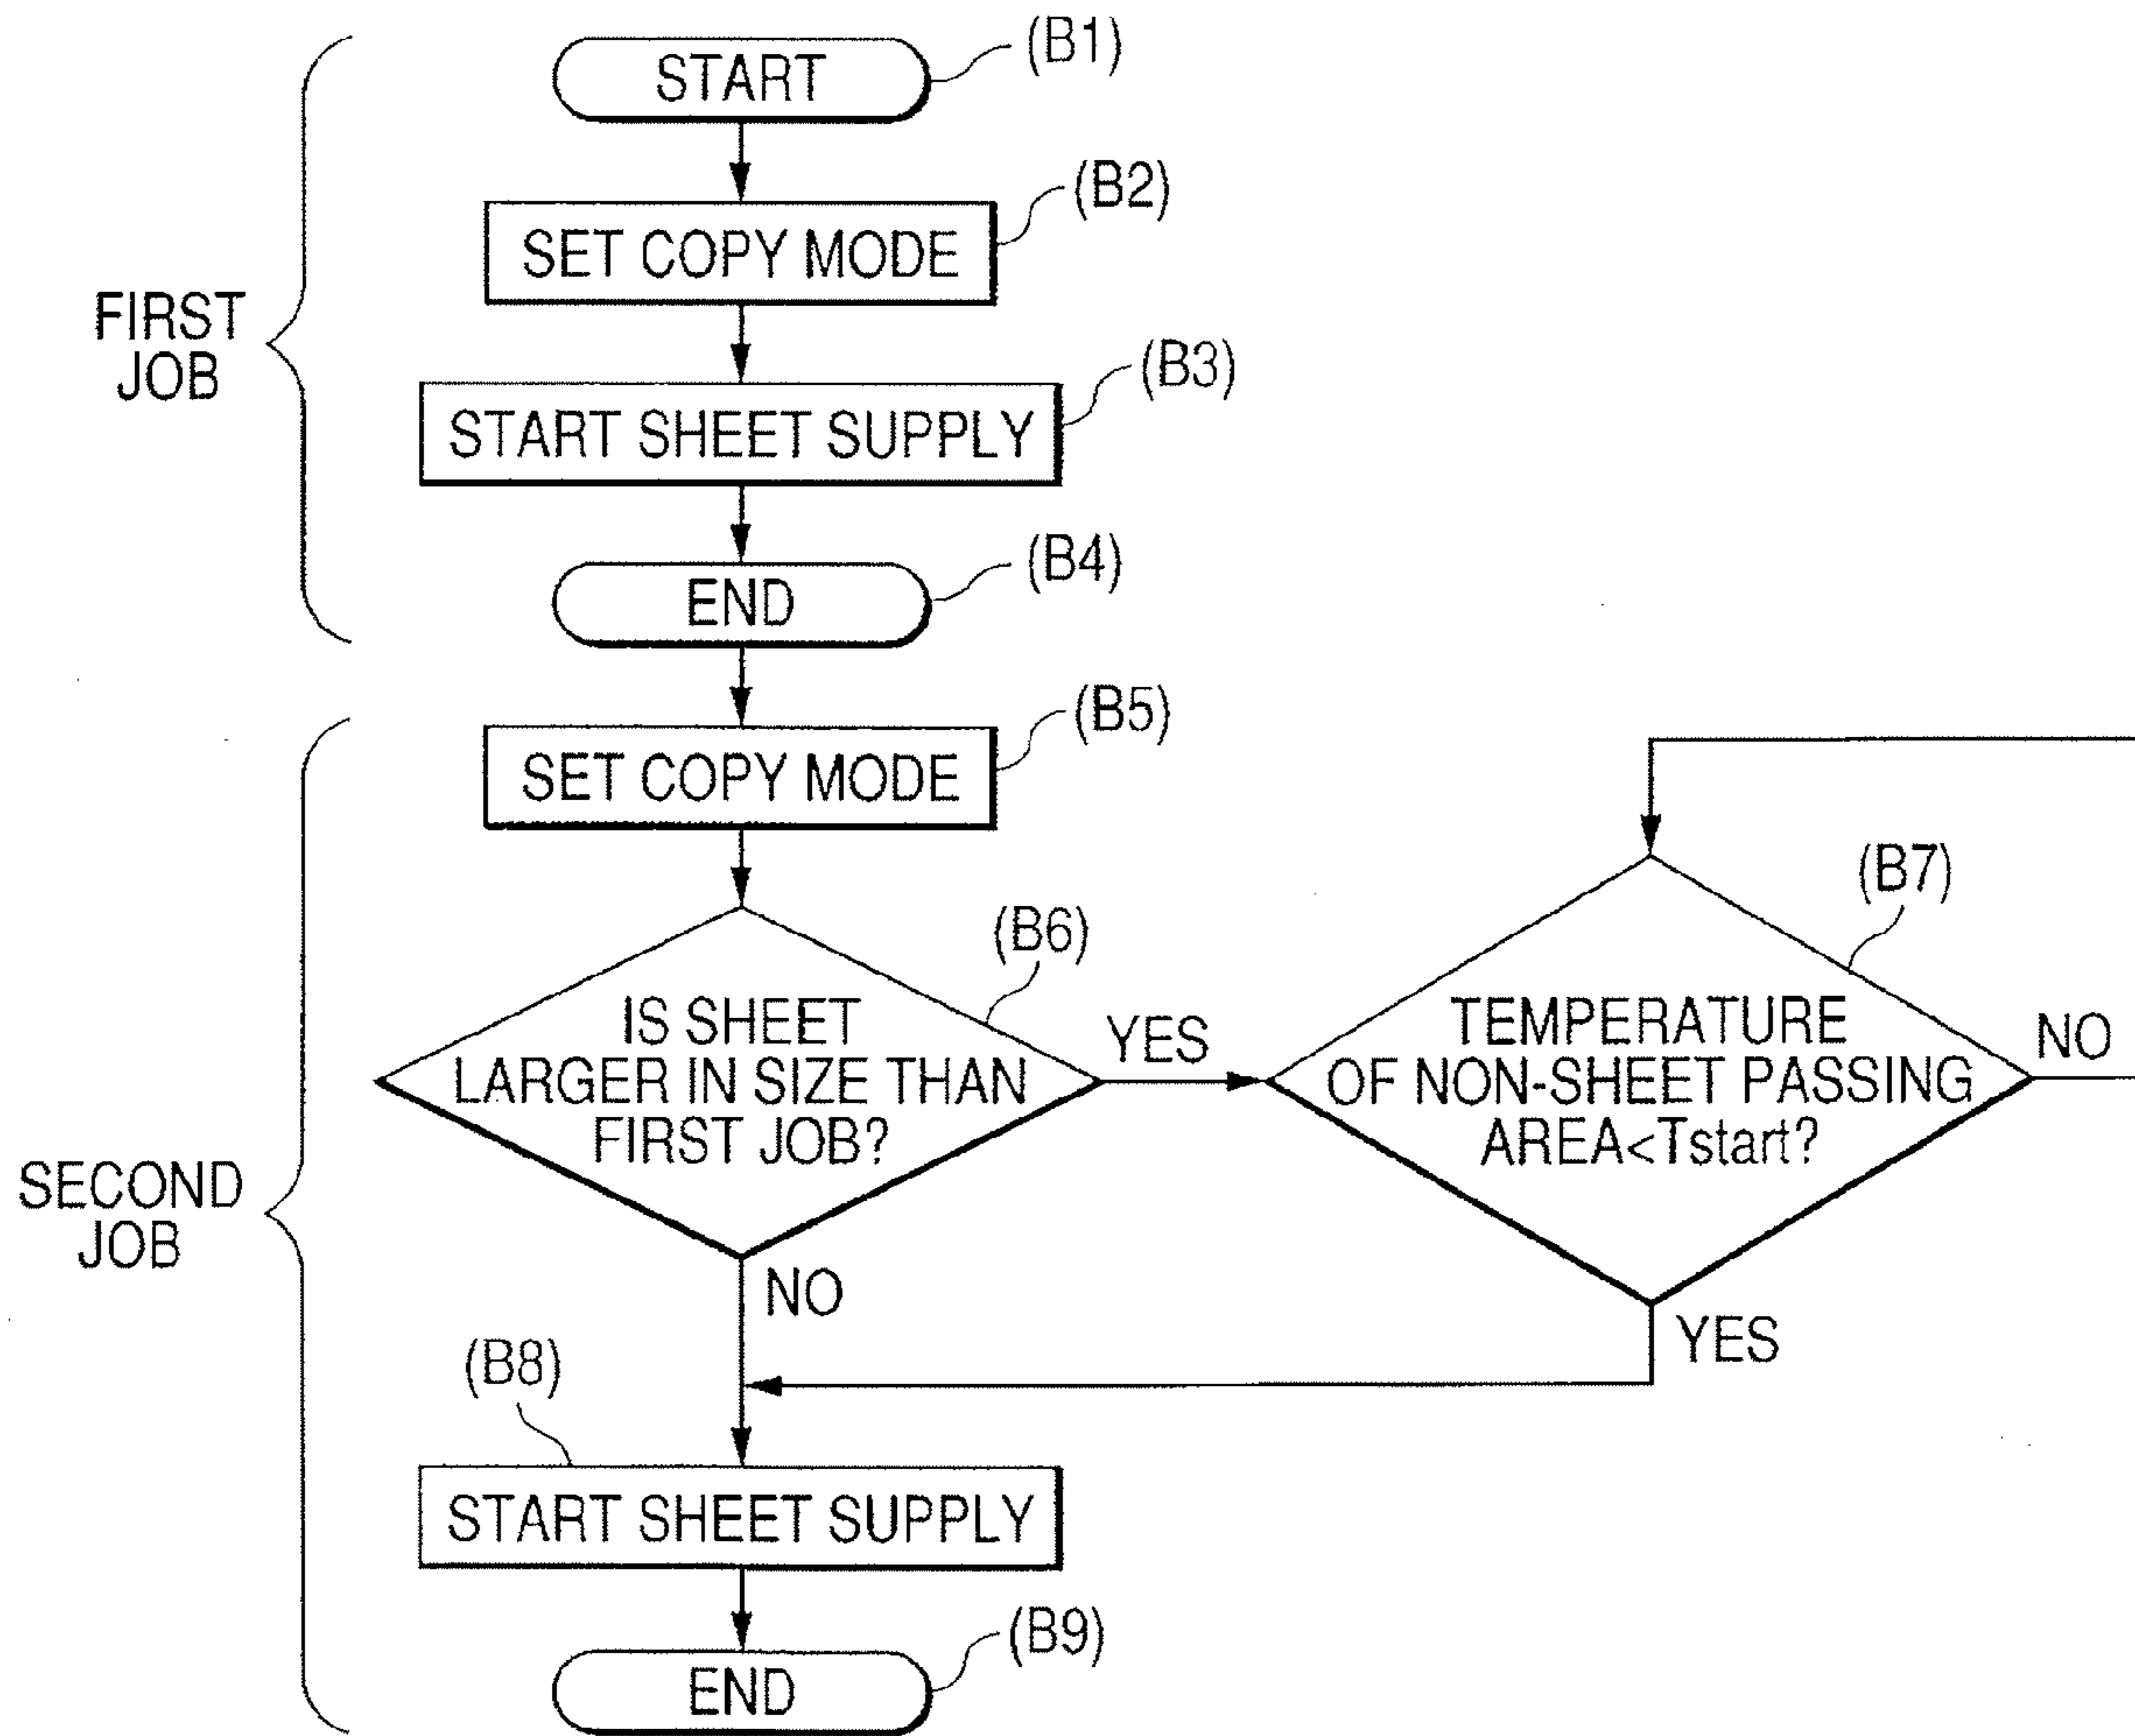 START
(B1)
SET COPY MODE
(B2)
START SHEET SUPPLY
(B3)
END
(B4)
FIRST
JOB
SET COPY MODE
(B5)
IS SHEET
LARGER IN SIZE THAN
FIRST JOB?
(B6)
YES
NO
TEMPERATURE
OF NON-SHEET PASSING
AREA<Tstart?
(B7)
NO
YES
SECOND
JOB
(B8)
START SHEET SUPPLY
END
(B9)